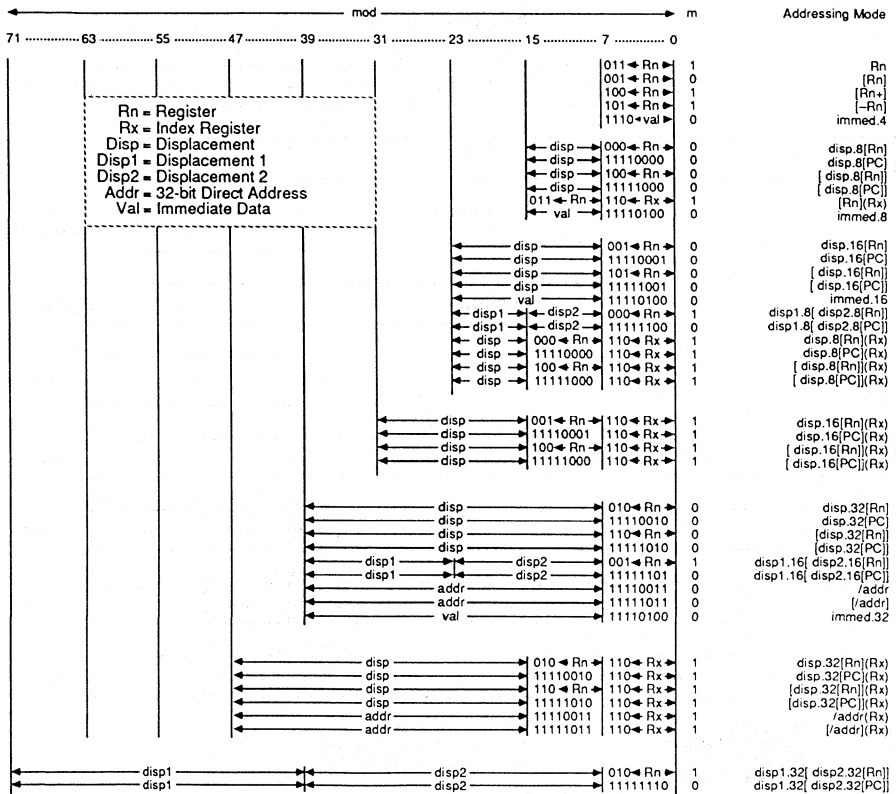 mod m Addressing Mode
71 63 55 47 39 31 23 15 7 0
011 Rn 1 Rn
001 Rn 0 [Rn]
100 Rn 1 [Rn+]
101 Rn 1 [–Rn]
1110 val 0 immed.4
Rn = Register
Rx = Index Register
Disp = Displacement
Disp1 = Displacement 1
Disp2 = Displacement 2
Addr = 32-bit Direct Address
Val = Immediate Data
disp 000 Rn 0 disp.8[Rn]
disp 11110000 0 disp.8[PC]
disp 100 Rn 0 [ disp.8[Rn]]
disp 11111000 0 [ disp.8[PC]]
011 Rn 110 Rx 1 [Rn](Rx)
val 11110100 0 immed.8
disp 001 Rn 0 disp.16[Rn]
disp 11110001 0 disp.16[PC]
disp 101 Rn 0 [ disp.16[Rn]]
disp 11111001 0 [ disp.16[PC]]
val 11110100 0 immed.16
disp1 disp2 000 Rn 1 disp1.8[ disp2.8[Rn]]
disp1 disp2 11111100 0 disp1.8[ disp2.8[PC]]
disp 000 Rn 110 Rx 1 disp.8[Rn](Rx)
disp 11110000 110 Rx 1 disp.8[PC](Rx)
disp 100 Rn 110 Rx 1 [ disp.8[Rn]](Rx)
disp 11111000 110 Rx 1 [ disp.8[PC]](Rx)
disp 001 Rn 110 Rx 1 disp.16[Rn](Rx)
disp 11110001 110 Rx 1 disp.16[PC](Rx)
disp 100 Rn 110 Rx 1 [ disp.16[Rn]](Rx)
disp 11111000 110 Rx 1 [ disp.16[PC]](Rx)
disp 010 Rn 0 disp.32[Rn]
disp 11110010 0 disp.32[PC]
disp 110 Rn 0 [disp.32[Rn]]
disp 11111010 0 [disp.32[PC]]
disp1 disp2 001 Rn 1 disp1.16[ disp2.16[Rn]]
disp1 disp2 11111101 0 disp1.16[ disp2.16[PC]]
addr 11110011 0 /addr
addr 11111011 0 [/addr]
val 11110100 0 immed.32
disp 010 Rn 110 Rx 1 disp.32[Rn](Rx)
disp 11110010 110 Rx 1 disp.32[PC](Rx)
disp 110 Rn 110 Rx 1 [disp.32[Rn]](Rx)
disp 11111010 110 Rx 1 [disp.32[PC]](Rx)
addr 11110011 110 Rx 1 /addr(Rx)
addr 11111011 110 Rx 1 [/addr](Rx)
disp1 disp2 010 Rn 1 disp1.32[ disp2.32[Rn]]
disp1 disp2 11111110 0 disp1.32[ disp2.32[PC]]